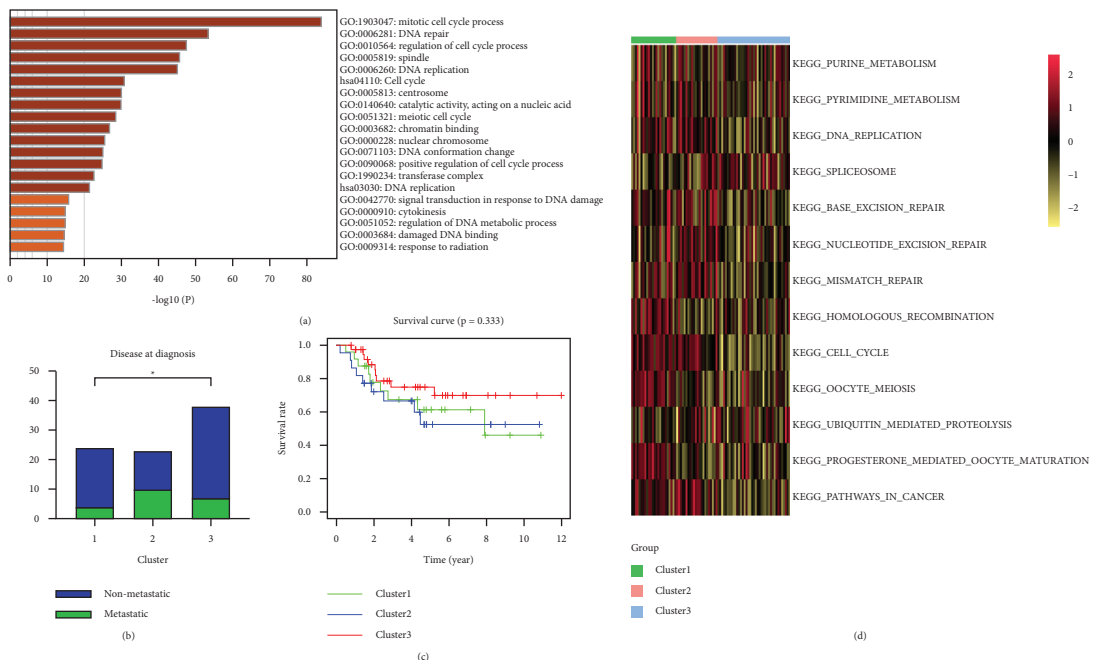 GO:1903047: mitotic cell cycle process
GO:0006281: DNA repair
GO:0010564: regulation of cell cycle process
GO:0005819: spindle
GO:0006260: DNA replication
hsa04110: Cell cycle
GO:0005813: centrosome
GO:0140640: catalytic activity, acting on a nucleic acid
GO:0051321: meiotic cell cycle
GO:0003682: chromatin binding
GO:0000228: nuclear chromosome
GO:0071103: DNA conformation change
GO:0090068: positive regulation of cell cycle process
GO:1990234: transferase complex
hsa03030: DNA replication
GO:0042770: signal transduction in response to DNA damage
GO:0000910: cytokinesis
GO:0051052: regulation of DNA metabolic process
GO:0003684: damaged DNA binding
GO:0009314: response to radiation
0 10 20 30 40 50 60 70 80
-log10 (P)
(a)
Disease at diagnosis
*
50
40
30
20
10
0
1 2 3
Cluster
Non-metastatic
Metastatic
(b)
Survival curve (p = 0.333)
Survival rate
1.0
0.8
0.6
0.4
0.2
0.0
0 2 4 6 8 10 12
Time (year)
Cluster1
Cluster2
Cluster3
(c)
KEGG_PURINE_METABOLISM
KEGG_PYRIMIDINE_METABOLISM
KEGG_DNA_REPLICATION
KEGG_SPLICEOSOME
KEGG_BASE_EXCISION_REPAIR
KEGG_NUCLEOTIDE_EXCISION_REPAIR
KEGG_MISMATCH_REPAIR
KEGG_HOMOLOGOUS_RECOMBINATION
KEGG_CELL_CYCLE
KEGG_OOCYTE_MEIOSIS
KEGG_UBIQUITIN_MEDIATED_PROTEOLYSIS
KEGG_PROGESTERONE_MEDIATED_OOCYTE_MATURATION
KEGG_PATHWAYS_IN_CANCER
2
1
0
−1
−2
Group
Cluster1
Cluster2
Cluster3
(d)